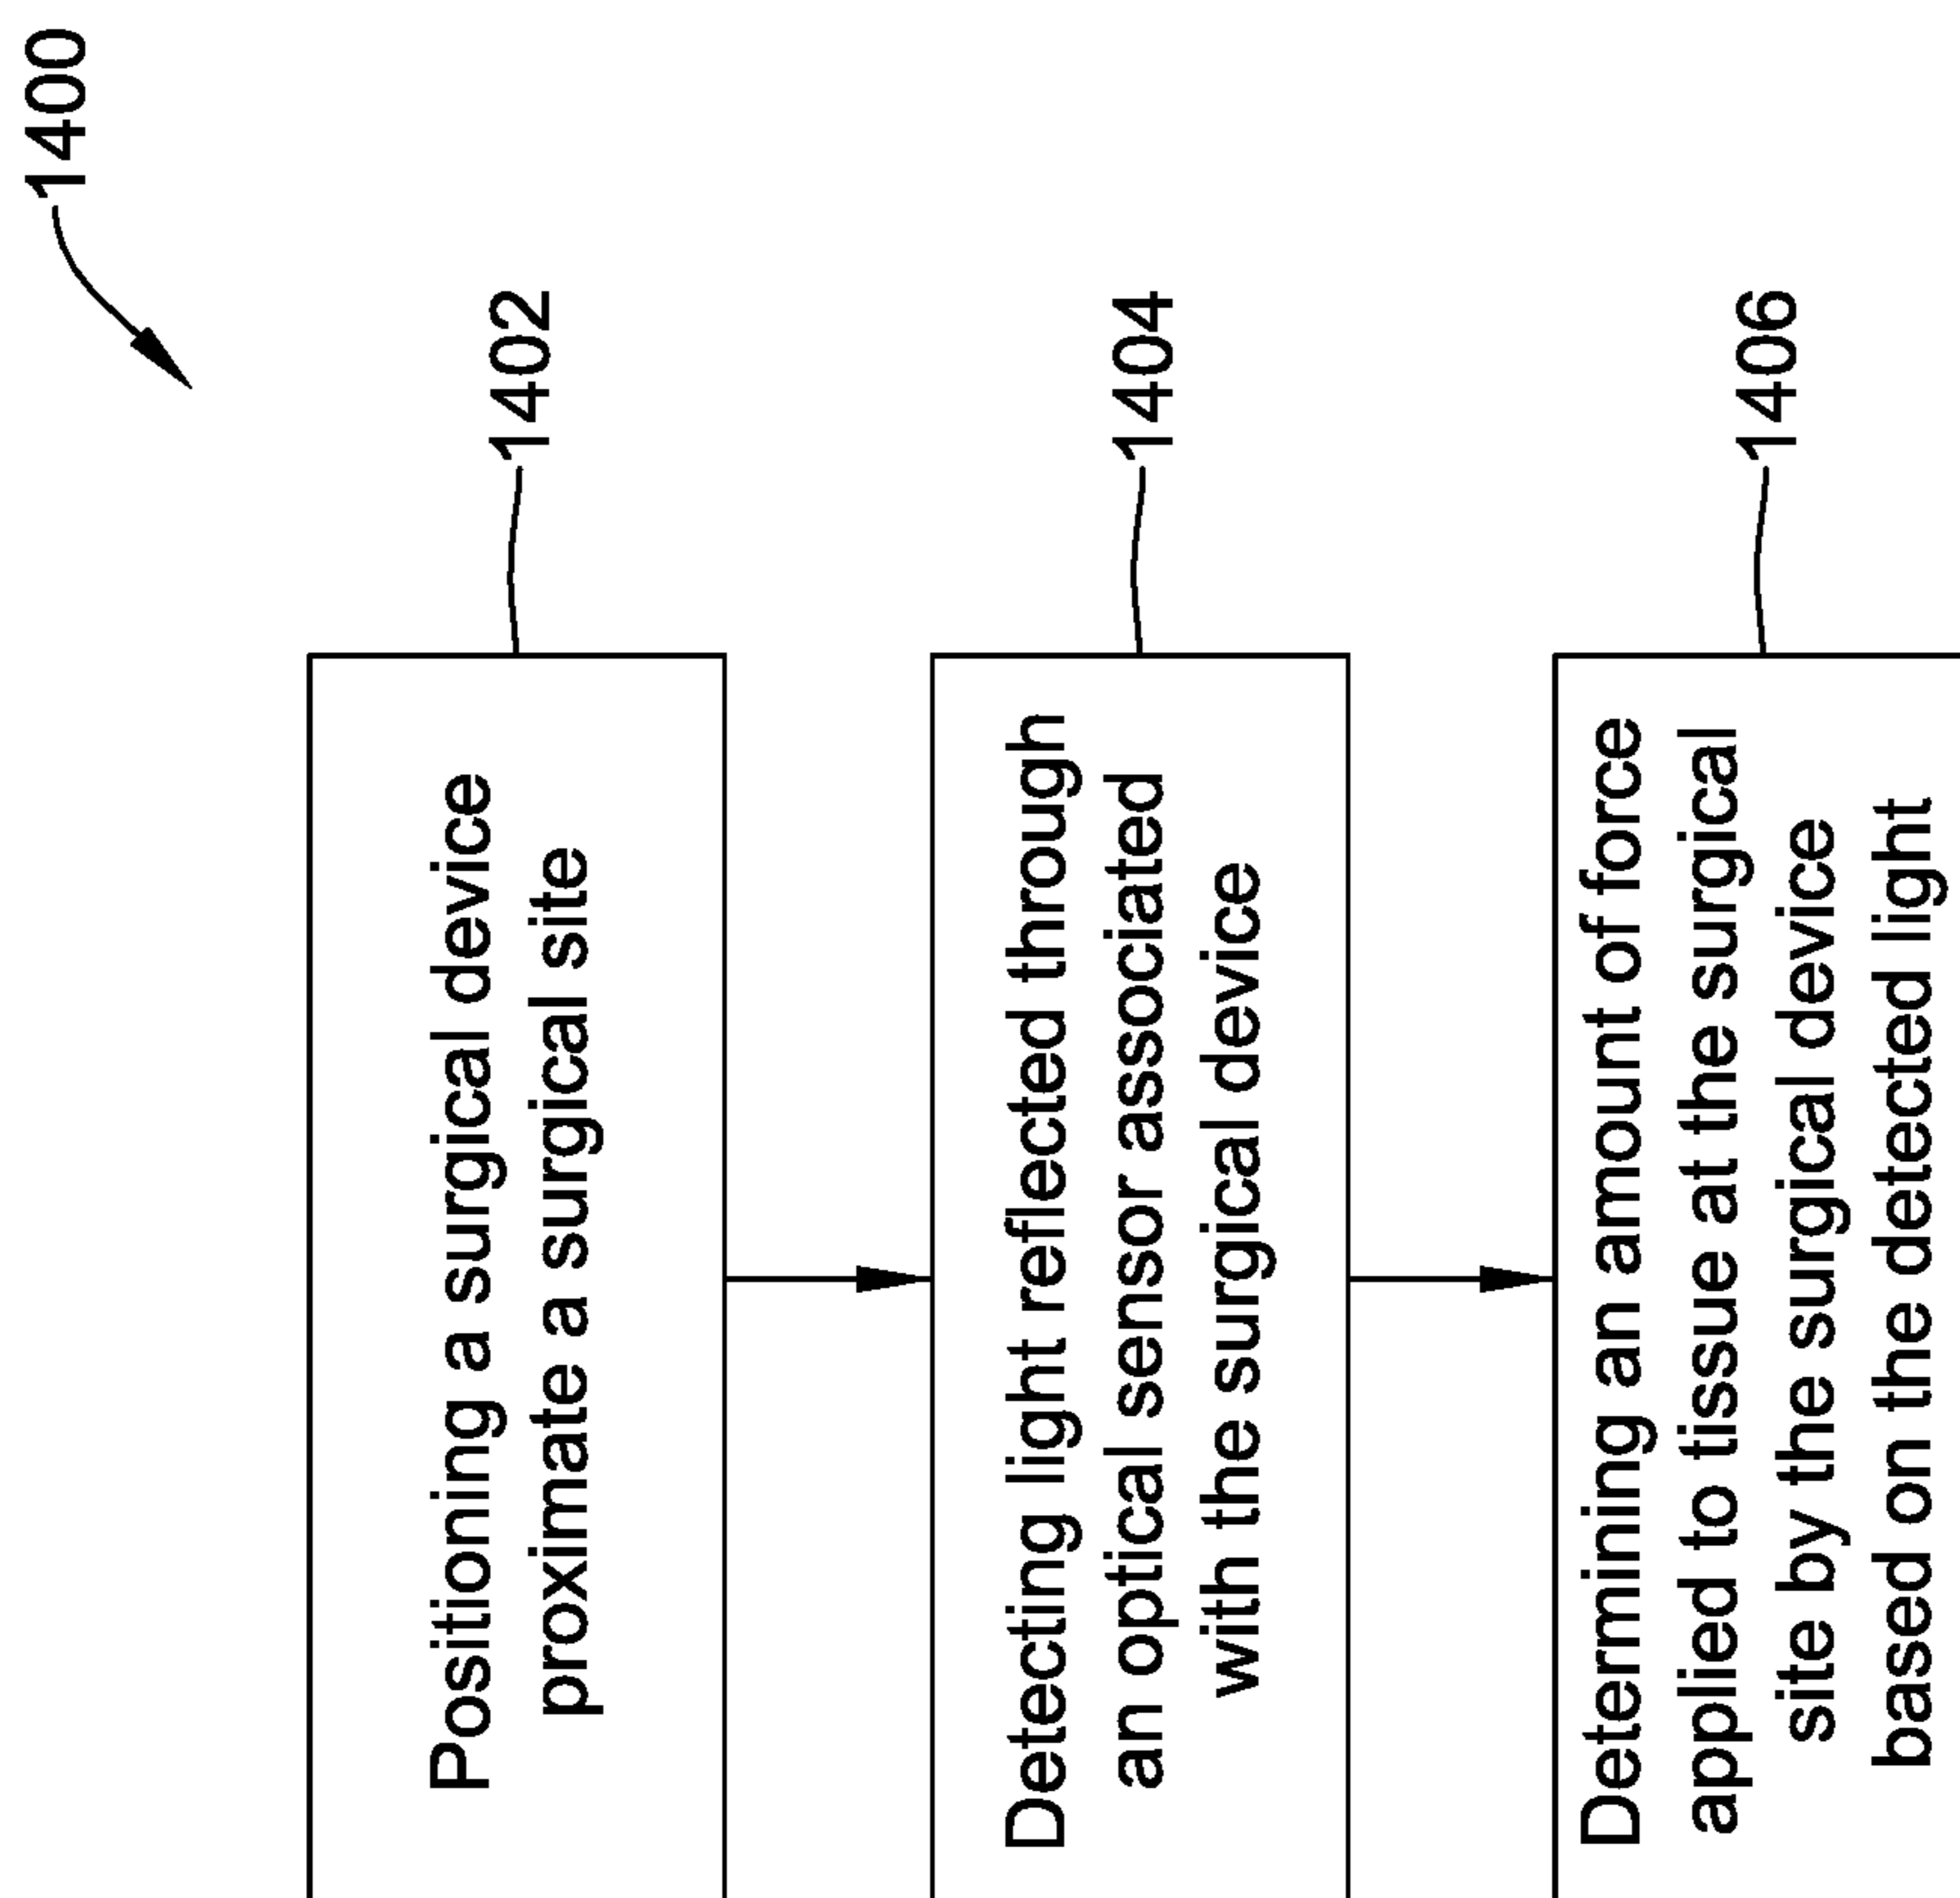 1400
Positioning a surgical device
proximate a surgical site
1402
Detecting light reflected through
an optical sensor associated
with the surgical device
1404
Determining an amount of force
applied to tissue at the surgical
site by the surgical device
based on the detected light
1406